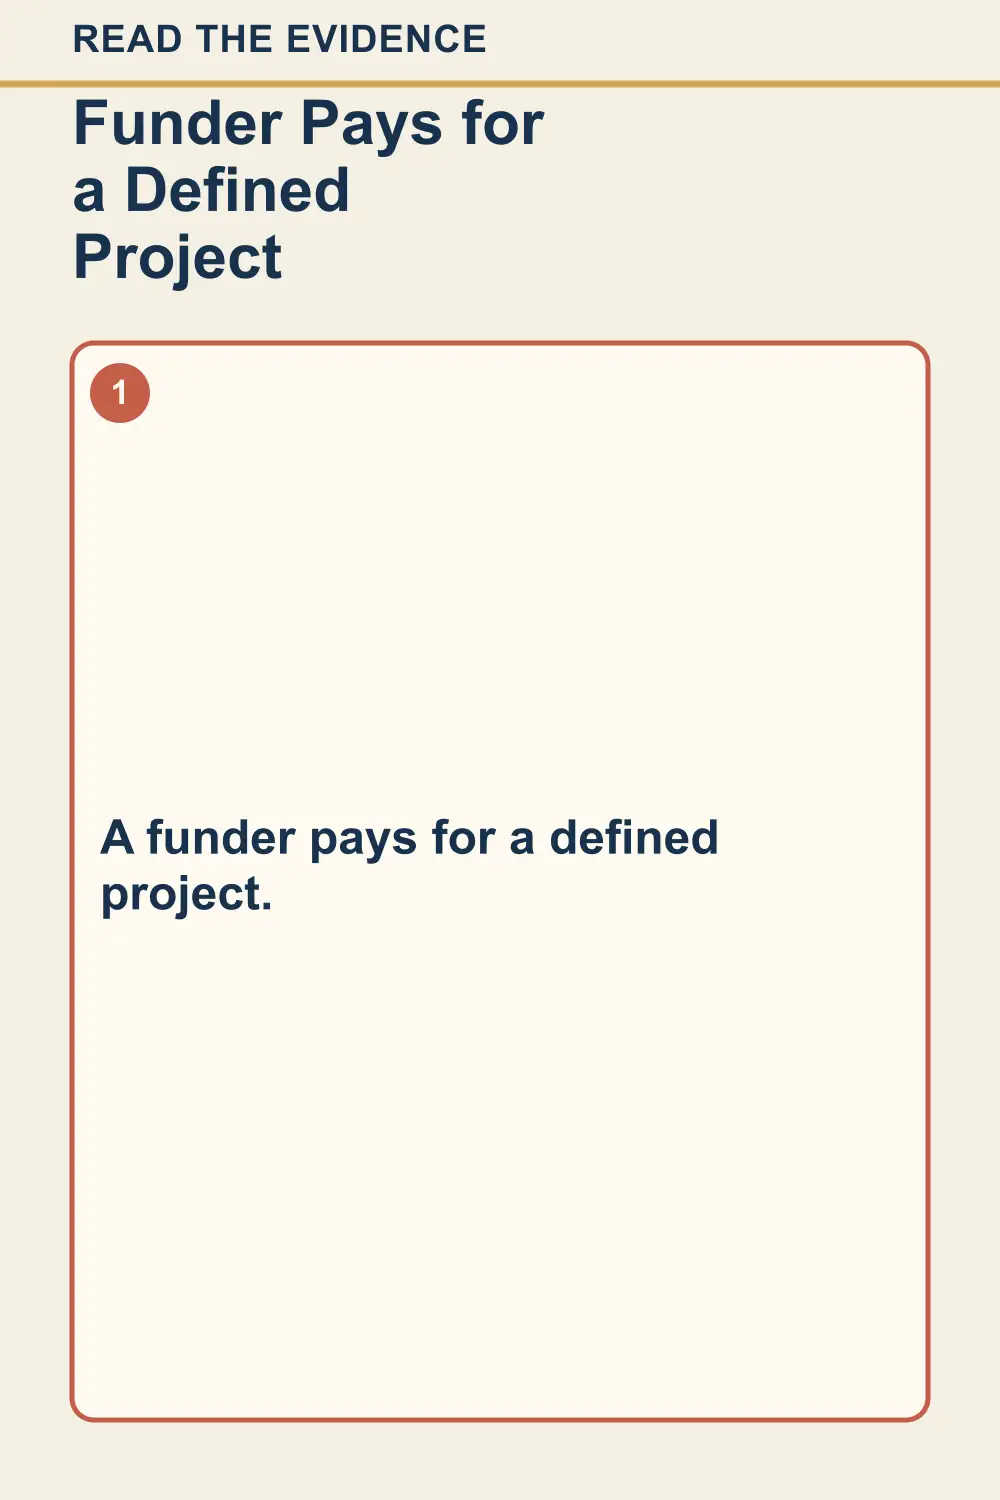 READ THE EVIDENCE
Funder Pays for
a Defined
Project
1
A funder pays for a defined
project.